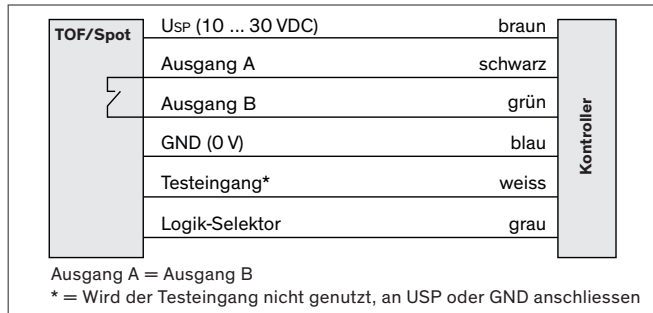 TOF/Spot
USP (10 ... 30 VDC) braun
Ausgang A schwarz
Ausgang B grün
GND (0 V) blau
Testeingang* weiss
Logik-Selektor grau
Kontroller
Ausgang A = Ausgang B
* = Wird der Testeingang nicht genutzt, an USP oder GND anschliessen